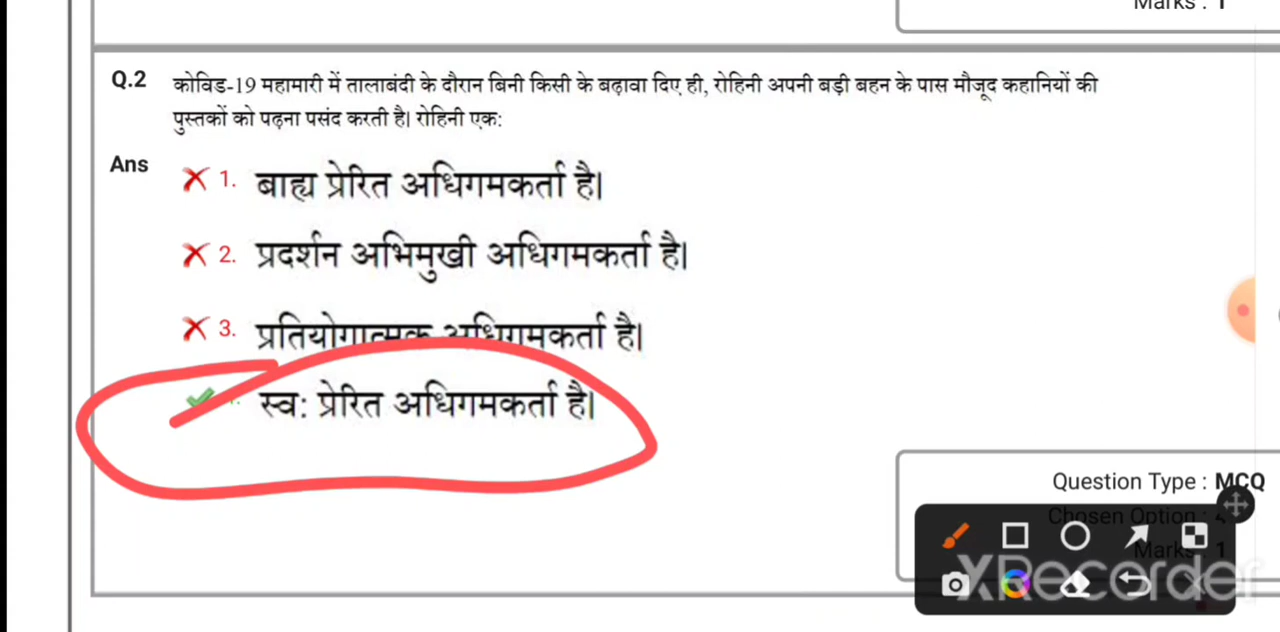 Marks : 1
Q.2 कोविड-19 महामारी में तालाबंदी के दौरान बिनी किसी के बढ़ावा दिए ही, रोहिनी अपनी बड़ी बहन के पास मौजूद कहानियों की
पुस्तकों को पढ़ना पसंद करती है। रोहिनी एक:
Ans
1. बाह्य प्रेरित अधिगमकर्ता है।
2. प्रदर्शन अभिमुखी अधिगमकर्ता है।
3. प्रतियोगात्मक अधिगमकर्ता है।
स्व: प्रेरित अधिगमकर्ता है।
Question Type : MCQ
Chosen Option :
Marks : 1
XRecorder